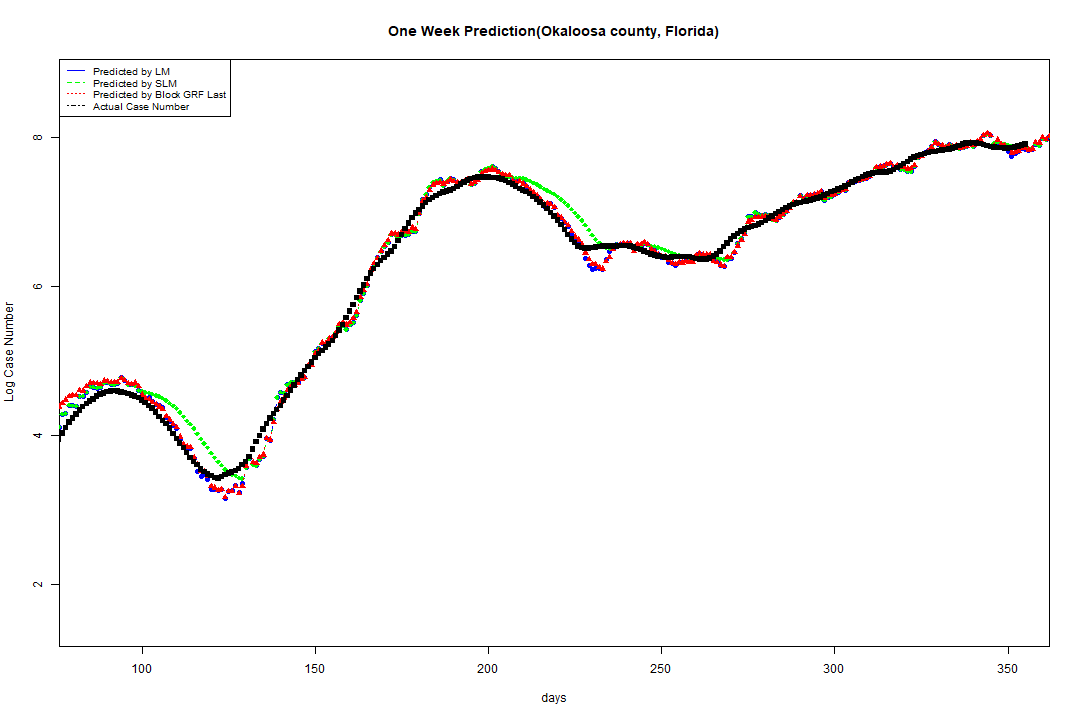 One Week Prediction(Okaloosa county, Florida)
Predicted by LM
Predicted by SLM
Predicted by Block GRF Last
Actual Case Number
8
6
4
2
Log Case Number
100 150 200 250 300 350
days